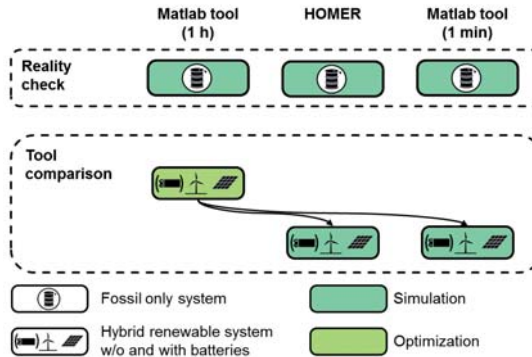 Matlab tool
(1 h)
HOMER
Matlab tool
(1 min)
Reality
check
Tool
comparison
Fossil only system
Simulation
Hybrid renewable system
w/o and with batteries
Optimization